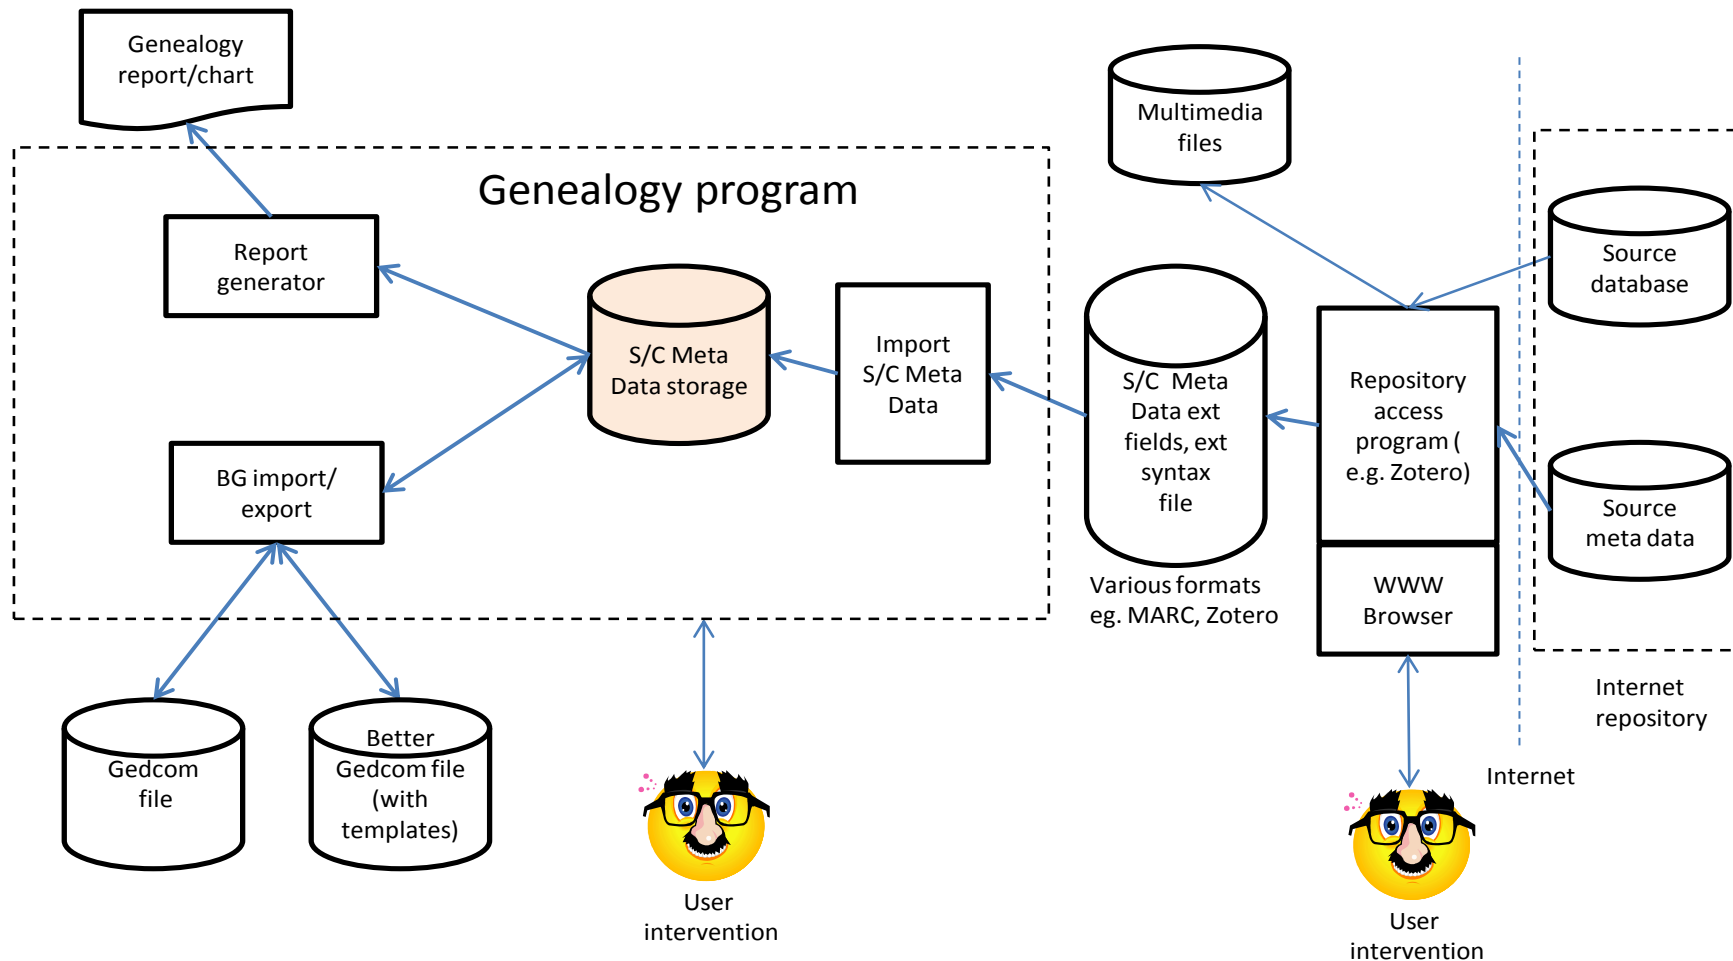 Genealogy
report/chart
Genealogy program
Report
generator
S/C Meta
Data storage
Import
S/C Meta
Data
BG import/
export
Gedcom
file
Better
Gedcom file
(with
templates)
User
intervention
Multimedia
files
S/C  Meta
Data ext
fields, ext
syntax
file
Various formats
eg. MARC, Zotero
Repository
access
program (
e.g. Zotero)
WWW
Browser
User
intervention
Internet
Source
database
Source
meta data
Internet
repository